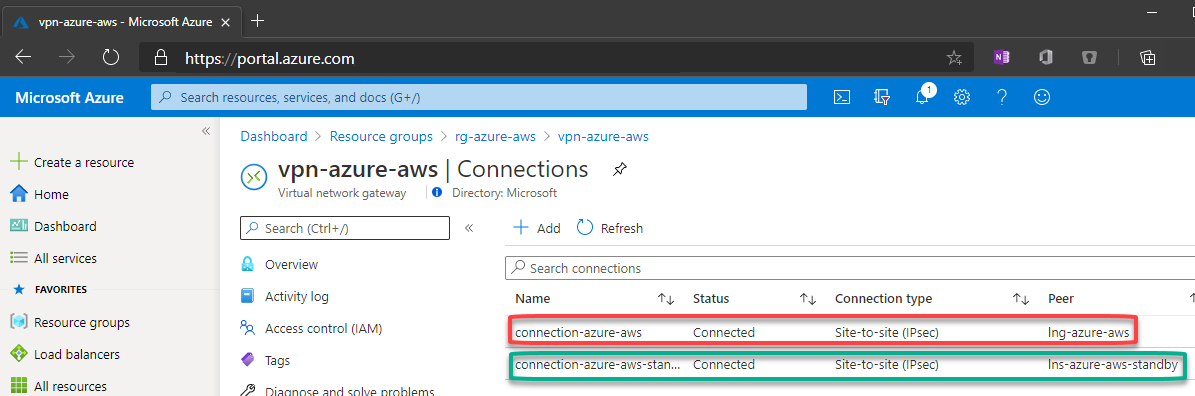 vpn-azure-aws - Microsoft Azure
https://portal.azure.com
Microsoft Azure
Search resources, services, and docs (G+/)
1
Dashboard > Resource groups > rg-azure-aws > vpn-azure-aws
Create a resource
Home
Dashboard
All services
FAVORITES
Resource groups
Load balancers
All resources
vpn-azure-aws | Connections
Virtual network gateway
Directory: Microsoft
Search (Ctrl+/)
Overview
Activity log
Access control (IAM)
Tags
Diagnose and solve problems
Add
Refresh
Search connections
Name Status Connection type Peer
connection-azure-aws Connected Site-to-site (IPsec) lng-azure-aws
connection-azure-aws-stan... Connected Site-to-site (IPsec) lns-azure-aws-standby